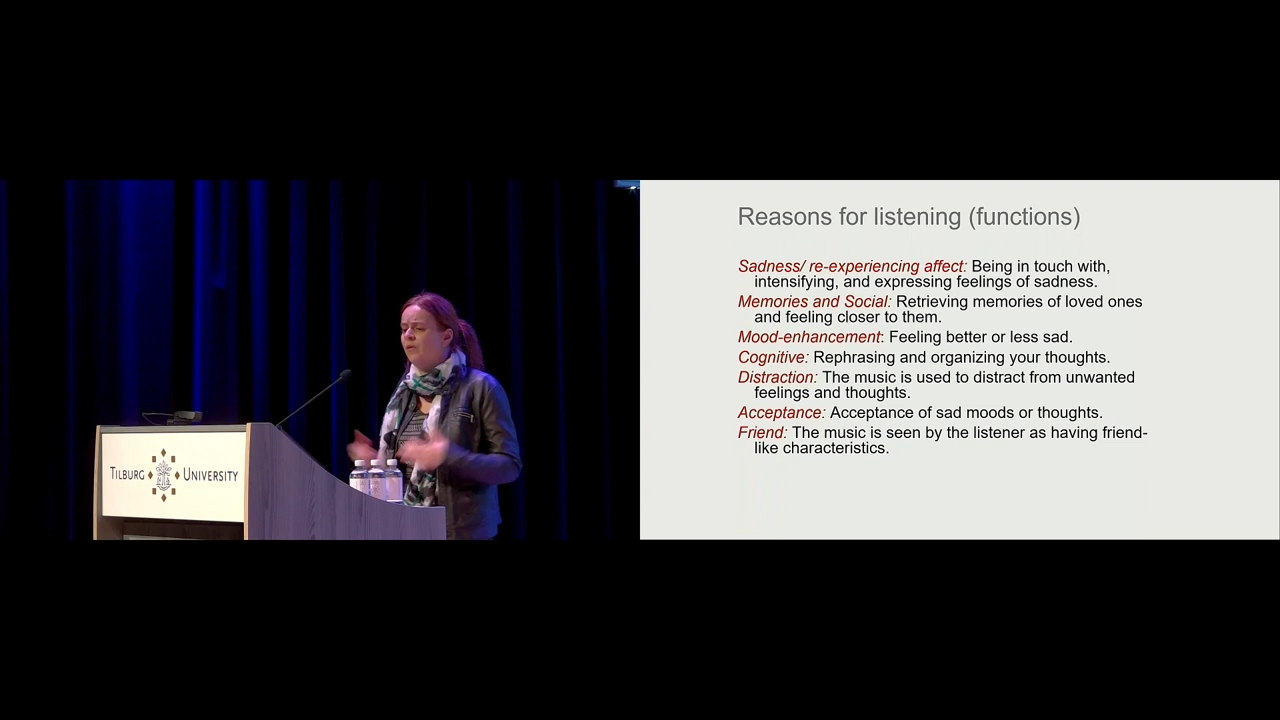 TILBURG UNIVERSITY
Reasons for listening (functions)
Sadness/ re-experiencing affect: Being in touch with,
intensifying, and expressing feelings of sadness.
Memories and Social: Retrieving memories of loved ones
and feeling closer to them.
Mood-enhancement: Feeling better or less sad.
Cognitive: Rephrasing and organizing your thoughts.
Distraction: The music is used to distract from unwanted
feelings and thoughts.
Acceptance: Acceptance of sad moods or thoughts.
Friend: The music is seen by the listener as having friend-
like characteristics.